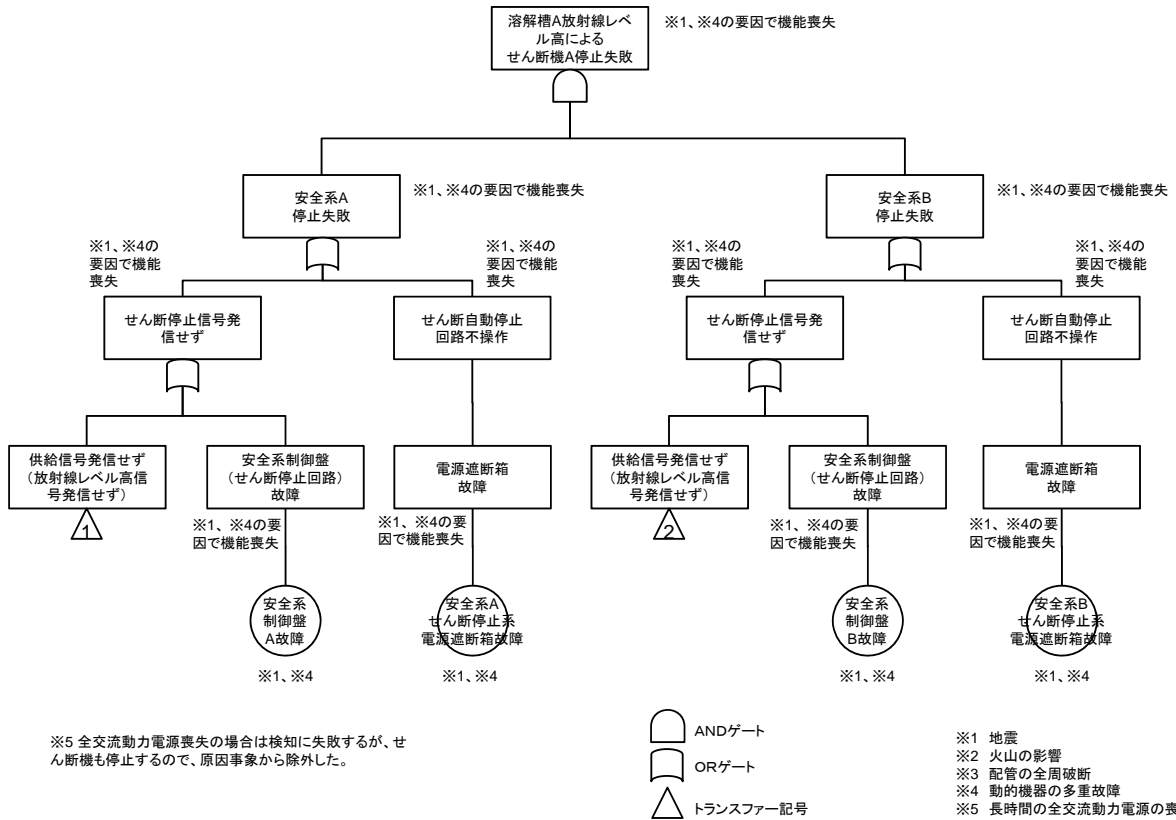 溶解槽A放射線レベ
ル高による
せん断機A停止失敗
※1、※4の要因で機能喪失
安全系A
停止失敗
※1、※4の要因で機能喪失
安全系B
停止失敗
※1、※4の要因で機能喪失
※1、※4の
要因で機能
喪失
※1、※4の
要因で機能
喪失
※1、※4の
要因で機能
喪失
※1、※4の
要因で機能
喪失
せん断停止信号発
信せず
せん断自動停止
回路不操作
せん断停止信号発
信せず
せん断自動停止
回路不操作
供給信号発信せず
(放射線レベル高信
号発信せず)
1
安全系制御盤
(せん断停止回路)
故障
電源遮断箱
故障
供給信号発信せず
(放射線レベル高信
号発信せず)
2
安全系制御盤
(せん断停止回路)
故障
電源遮断箱
故障
※1、※4の要
因で機能喪失
※1、※4の要
因で機能喪失
※1、※4の要
因で機能喪失
※1、※4の要
因で機能喪失
安全系
制御盤
A故障
安全系A
せん断停止系
電源遮断箱故障
安全系
制御盤
B故障
安全系B
せん断停止系
電源遮断箱故障
※1、※4
※1、※4
※1、※4
※1、※4
※5 全交流動力電源喪失の場合は検知に失敗するが、せ
ん断機も停止するので、原因事象から除外した。
ANDゲート
ORゲート
トランスファー記号
※1 地震
※2 火山の影響
※3 配管の全周破断
※4 動的機器の多重故障
※5 長時間の全交流動力電源の喪